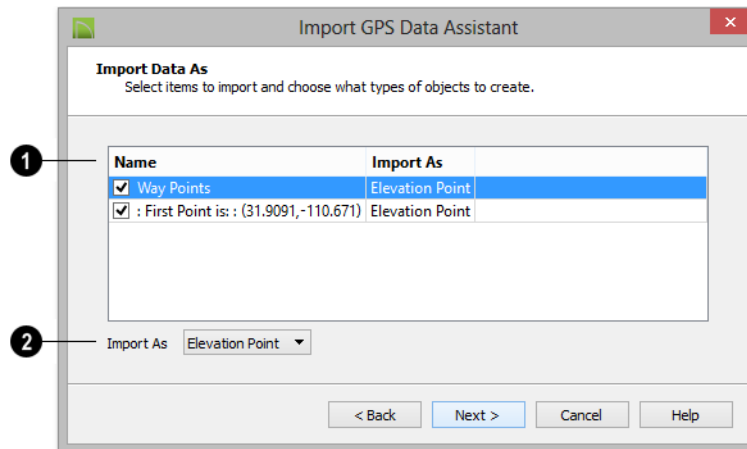 Import GPS Data Assistant
Import Data As
Select items to import and choose what types of objects to create.
1
Name Import As
Way Points Elevation Point
: First Point is: : (31.9091,-110.671) Elevation Point
2
Import As Elevation Point
< Back Next > Cancel Help